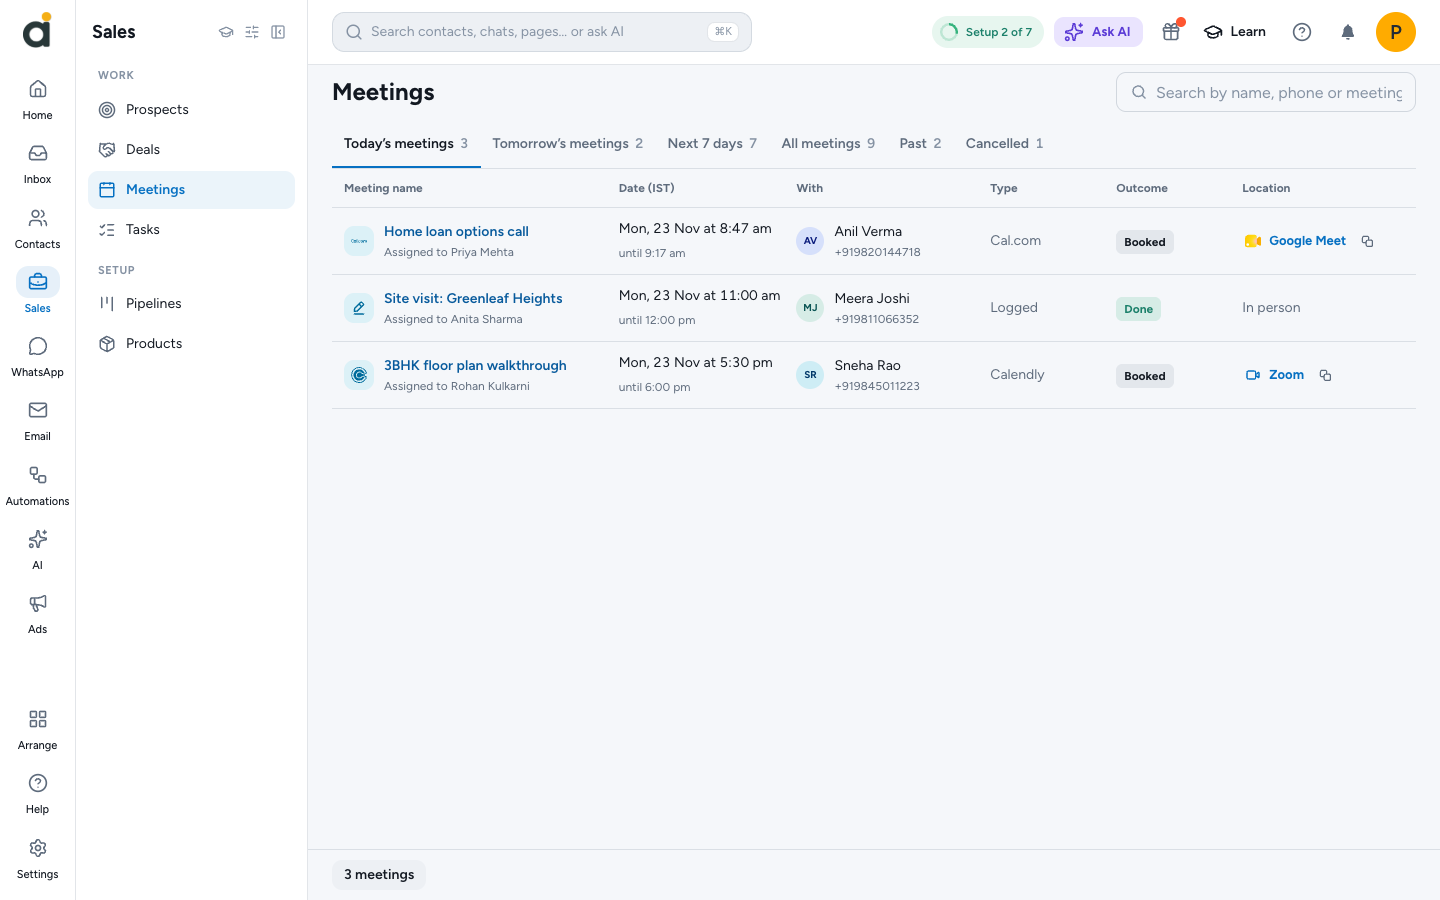 Sales
Search contacts, chats, pages... or ask AI
⌘K
Setup 2 of 7
Ask AI
Learn
P
Home
Inbox
Contacts
Sales
WhatsApp
Email
Automations
AI
Ads
Arrange
Help
Settings
WORK
Prospects
Deals
Meetings
Tasks
SETUP
Pipelines
Products
Meetings
Search by name, phone or meeting
Today's meetings 3
Tomorrow's meetings 2
Next 7 days 7
All meetings 9
Past 2
Cancelled 1
Meeting name
Date (IST)
With
Type
Outcome
Location
Cal.com
Home loan options call
Assigned to Priya Mehta
Mon, 23 Nov at 8:47 am
until 9:17 am
AV
Anil Verma
+919820144718
Cal.com
Booked
Google Meet
Site visit: Greenleaf Heights
Assigned to Anita Sharma
Mon, 23 Nov at 11:00 am
until 12:00 pm
MJ
Meera Joshi
+919811066352
Logged
Done
In person
3BHK floor plan walkthrough
Assigned to Rohan Kulkarni
Mon, 23 Nov at 5:30 pm
until 6:00 pm
SR
Sneha Rao
+919845011223
Calendly
Booked
Zoom
3 meetings